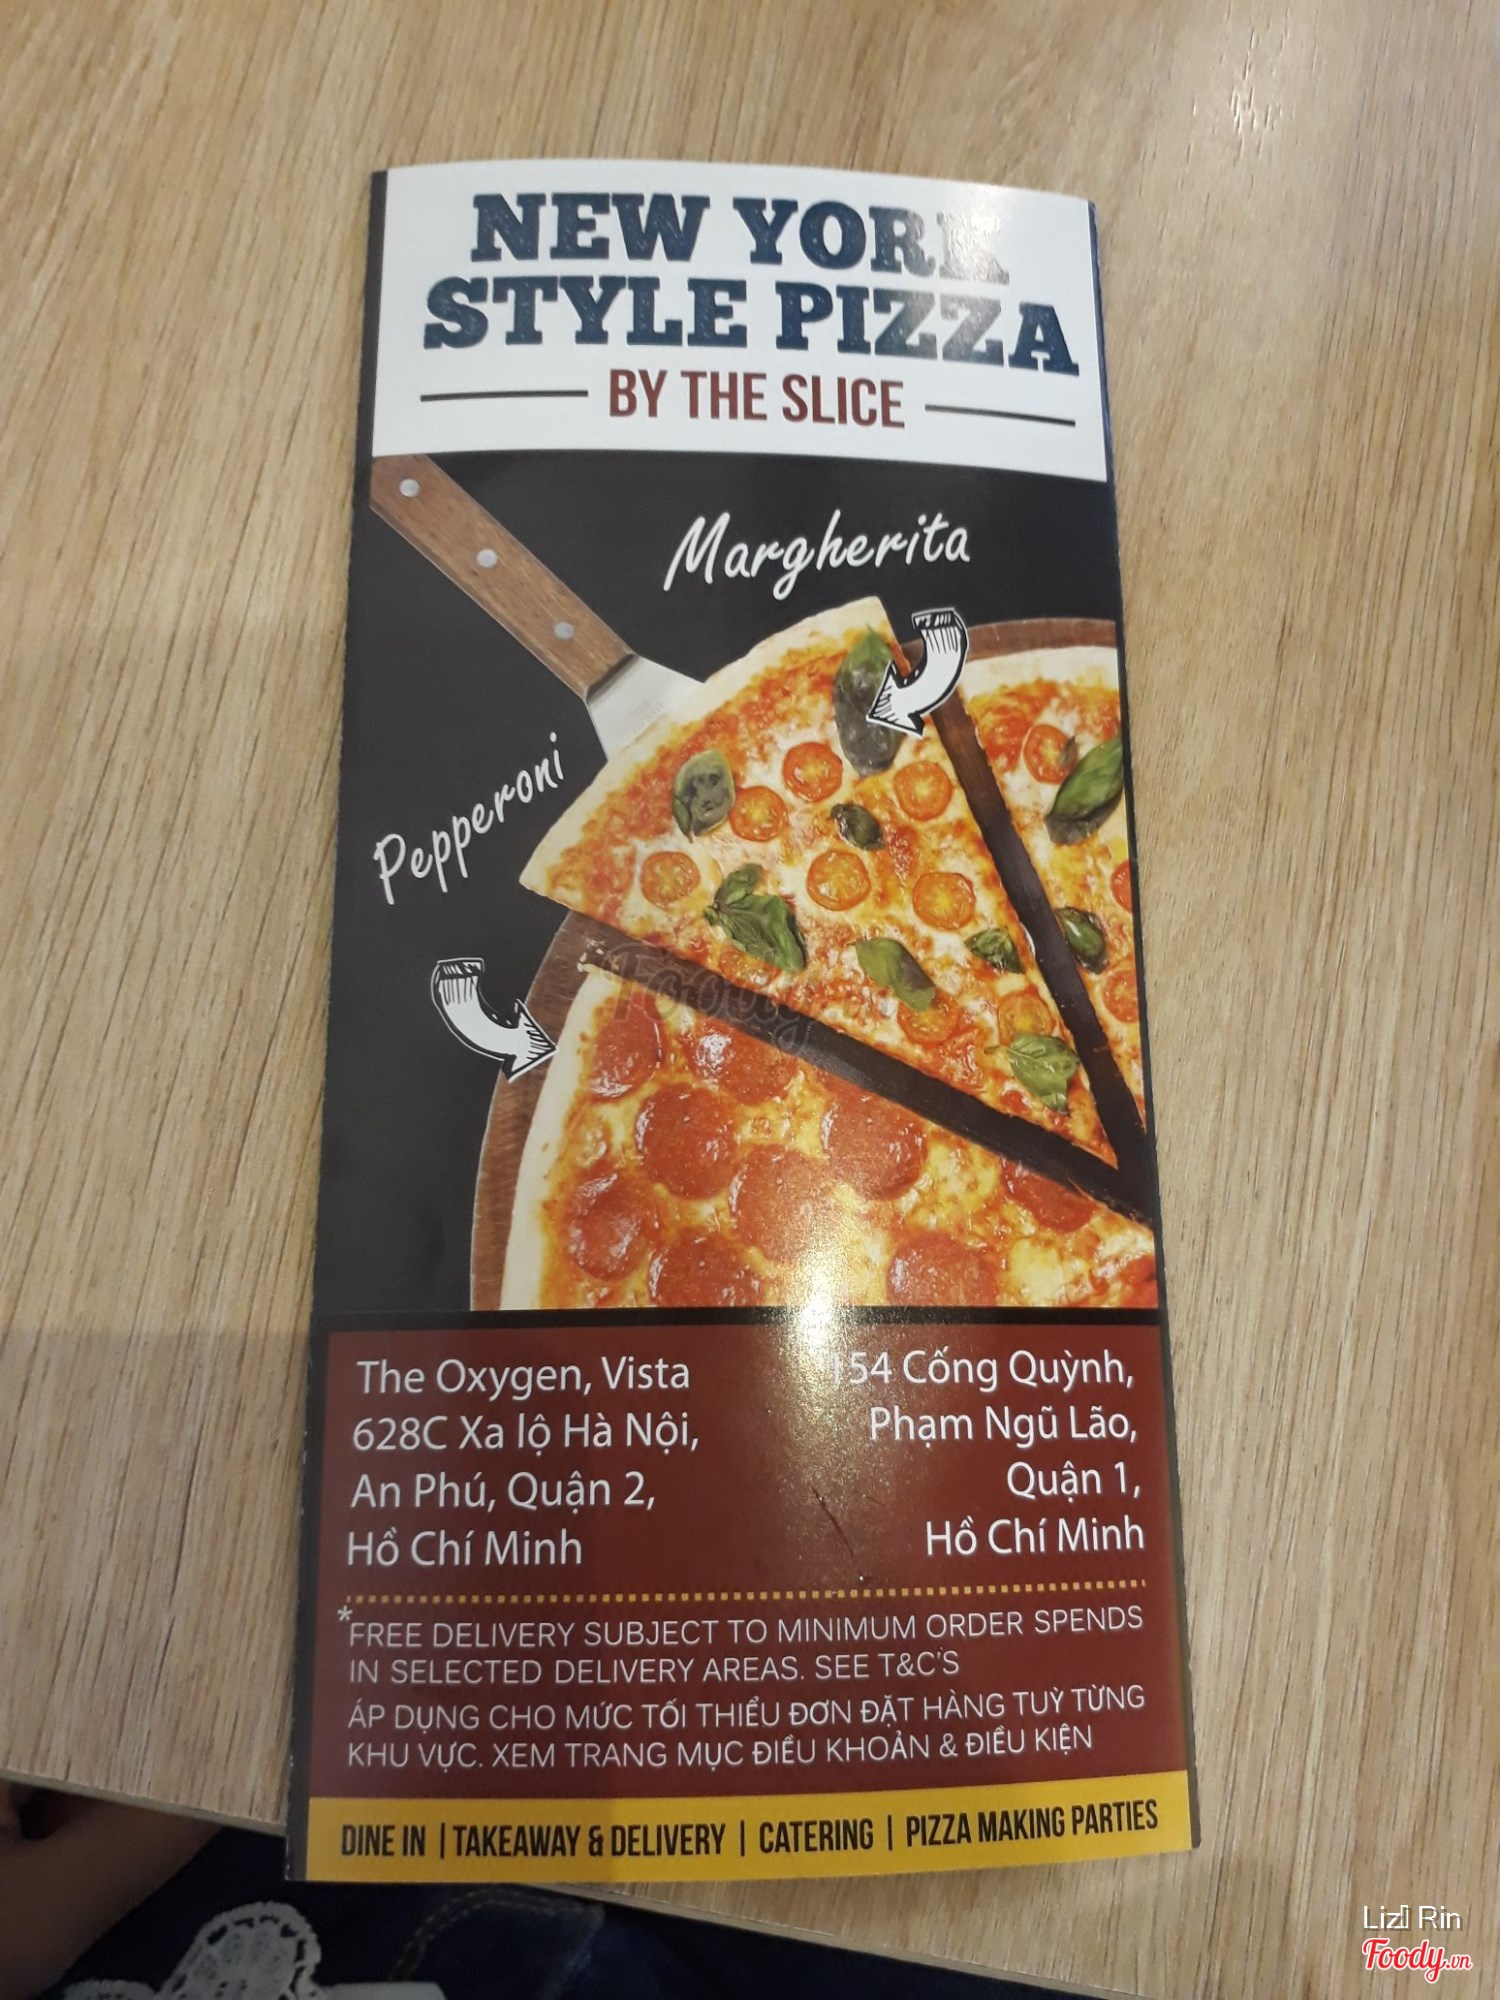 NEW YORK
STYLE PIZZA
BY THE SLICE
Margherita
Pepperoni
Foody.vn
The Oxygen, Vista
628C Xa lộ Hà Nội,
An Phú, Quận 2,
Hồ Chí Minh
154 Cống Quỳnh,
Phạm Ngũ Lão,
Quận 1,
Hồ Chí Minh
*FREE DELIVERY SUBJECT TO MINIMUM ORDER SPENDS
IN SELECTED DELIVERY AREAS. SEE T&C'S
ÁP DỤNG CHO MỨC TỐI THIỂU ĐƠN ĐẶT HÀNG TUỲ TỪNG
KHU VỰC. XEM TRANG MỤC ĐIỀU KHOẢN & ĐIỀU KIỆN
DINE IN | TAKEAWAY & DELIVERY | CATERING | PIZZA MAKING PARTIES
Rin
Foody.vn